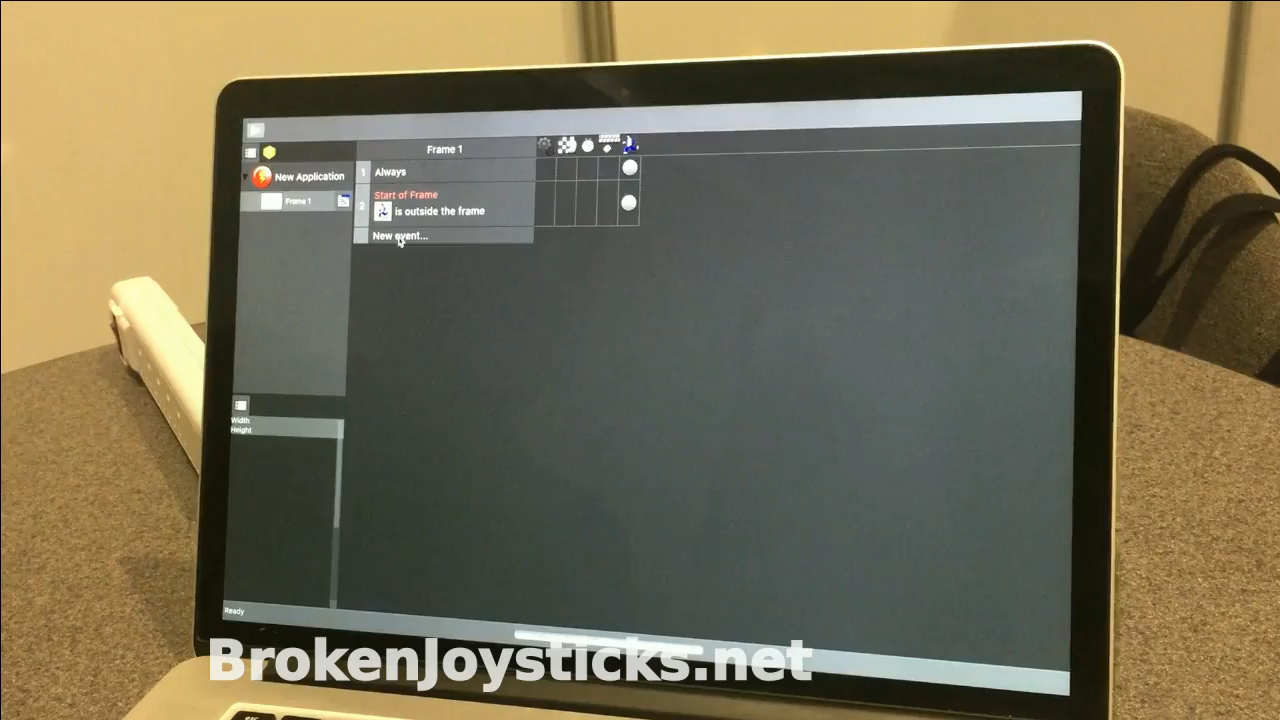 Frame 1
New Application
1 Always
Frame 1
Start of Frame
2
is outside the frame
New event...
Width
Height
Ready
BrokenJoysticks.net
esc